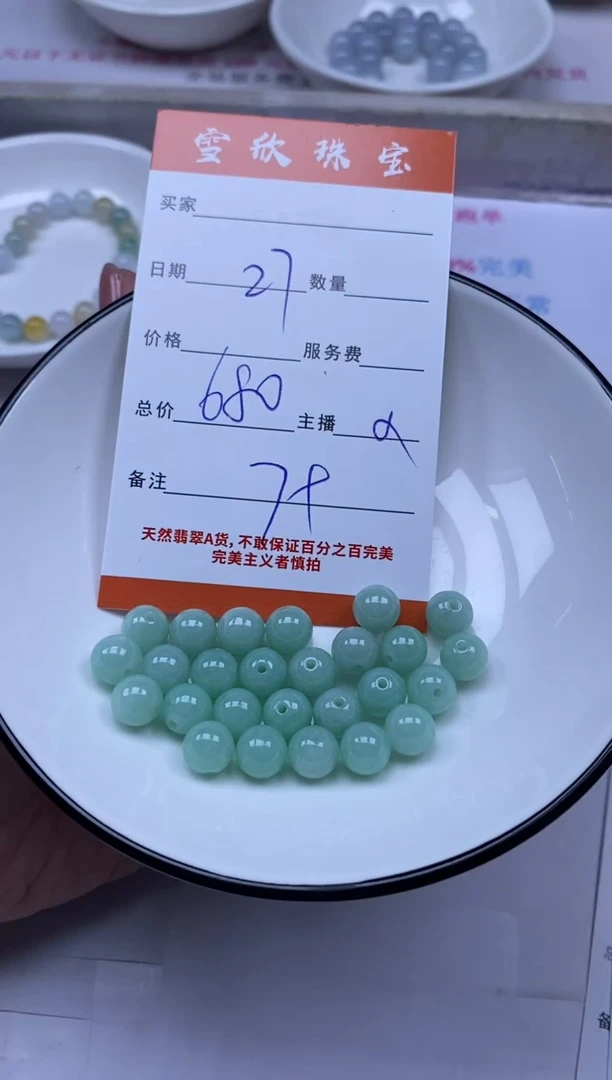 雪欣珠宝
买家
日期 27 数量
价格 服务费
总价 680 主播
备注
天然翡翠A货，不敢保证百分之百完美
完美主义者慎拍
%完美